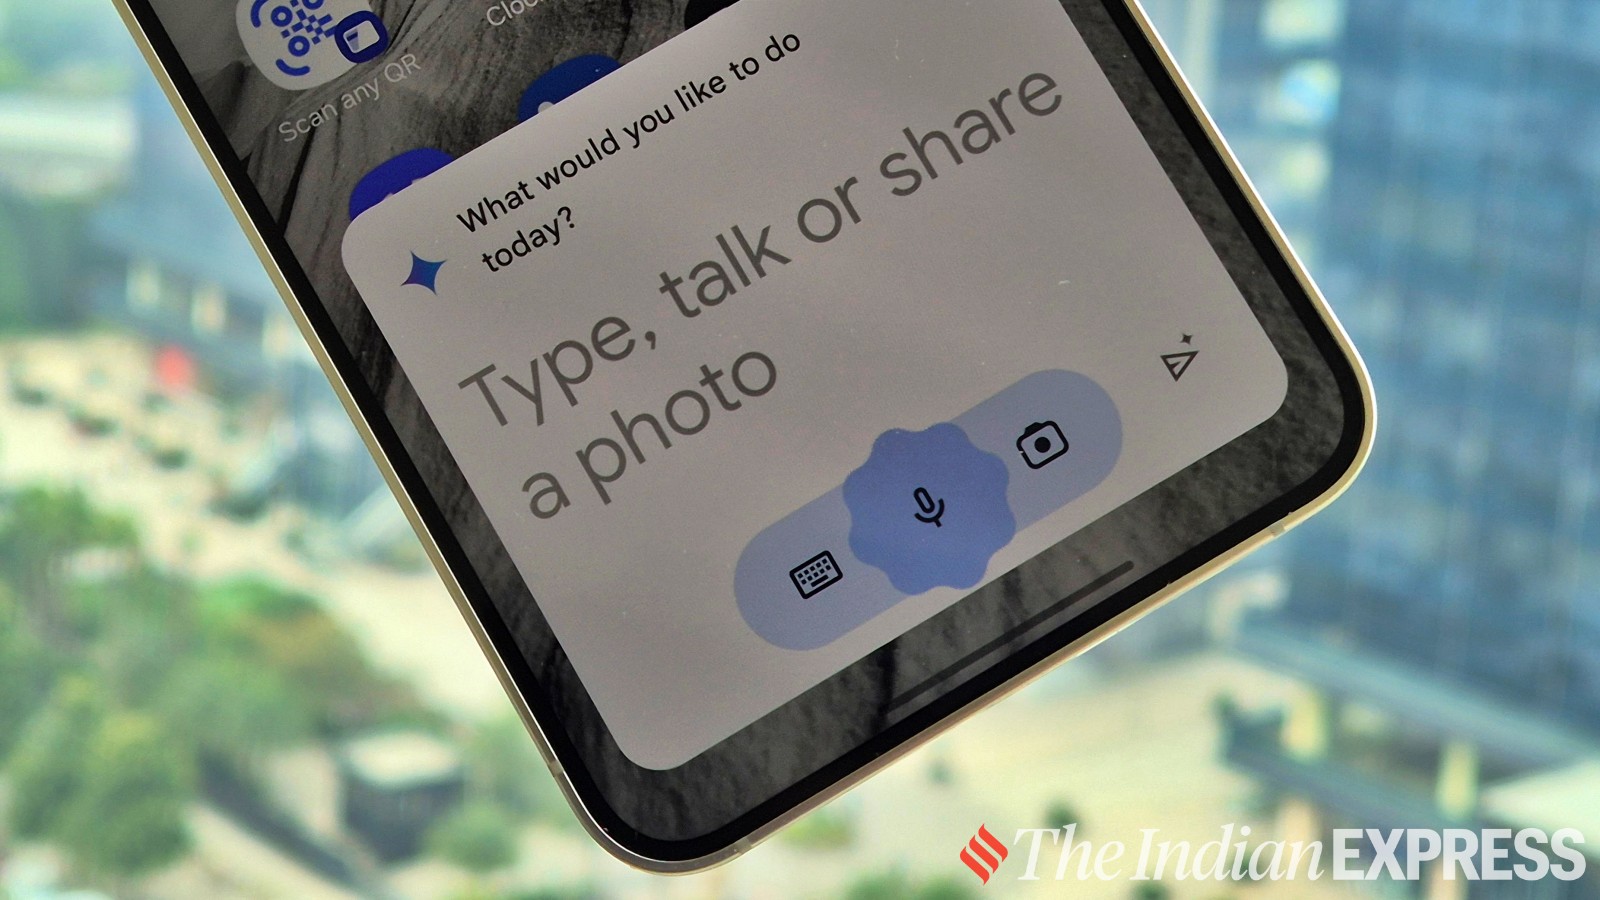 Scan any QR
What would you like to do
today?
Type, talk or share
a photo
The Indian EXPRESS